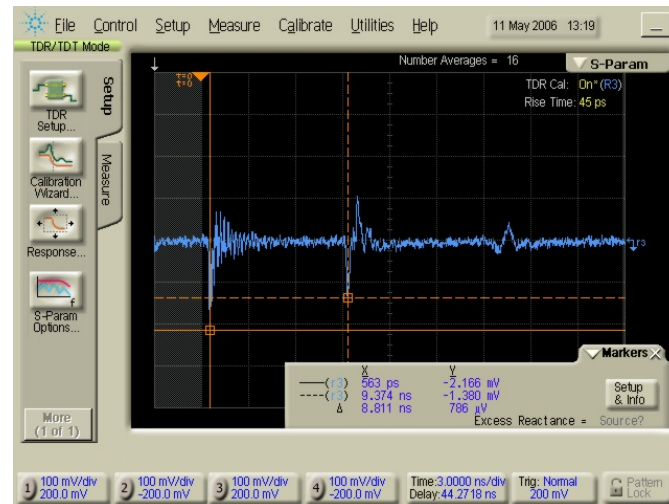 File Control Setup Measure Calibrate Utilities Help 11 May 2006 13:19
TDR/TDT Mode
Number Averages = 16
S-Param
TDR Cal: On*(R3)
Rise Time: 45 ps
t=0
t=0
Setup
Measure
TDR
Setup...
Calibration
Wizard...
Response...
S-Param
Options...
More
(1 of 1)
r3
Markers
X Y
(r3) 563 ps -2.166 mV
----(r3) 9.374 ns -1.380 mV
Δ 8.811 ns 786 µV
Excess Reactance = Source?
Setup
& Info
1 100 mV/div
200.0 mV
2 100 mV/div
-200.0 mV
3 100 mV/div
200.0 mV
4 100 mV/div
-200.0 mV
Time:3.0000 ns/div
Delay:44.2718 ns
Trig: Normal
200 mV
Pattern
Lock